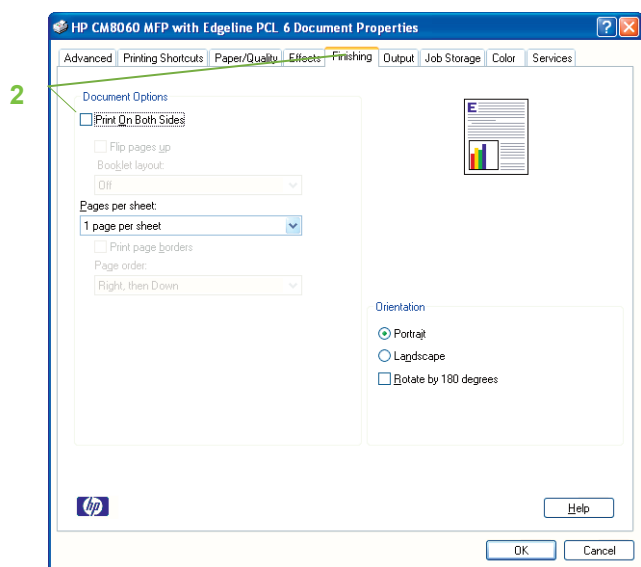 HP CM8060 MFP with Edgeline PCL 6 Document Properties
Advanced Printing Shortcuts Paper/Quality Effects Finishing Output Job Storage Color Services
2
Document Options
Print On Both Sides
Flip pages up
Booklet layout:
Off
Pages per sheet:
1 page per sheet
Print page borders
Page order:
Right, then Down
E
Orientation
Portrait
Landscape
Rotate by 180 degrees
hp
Help
OK Cancel